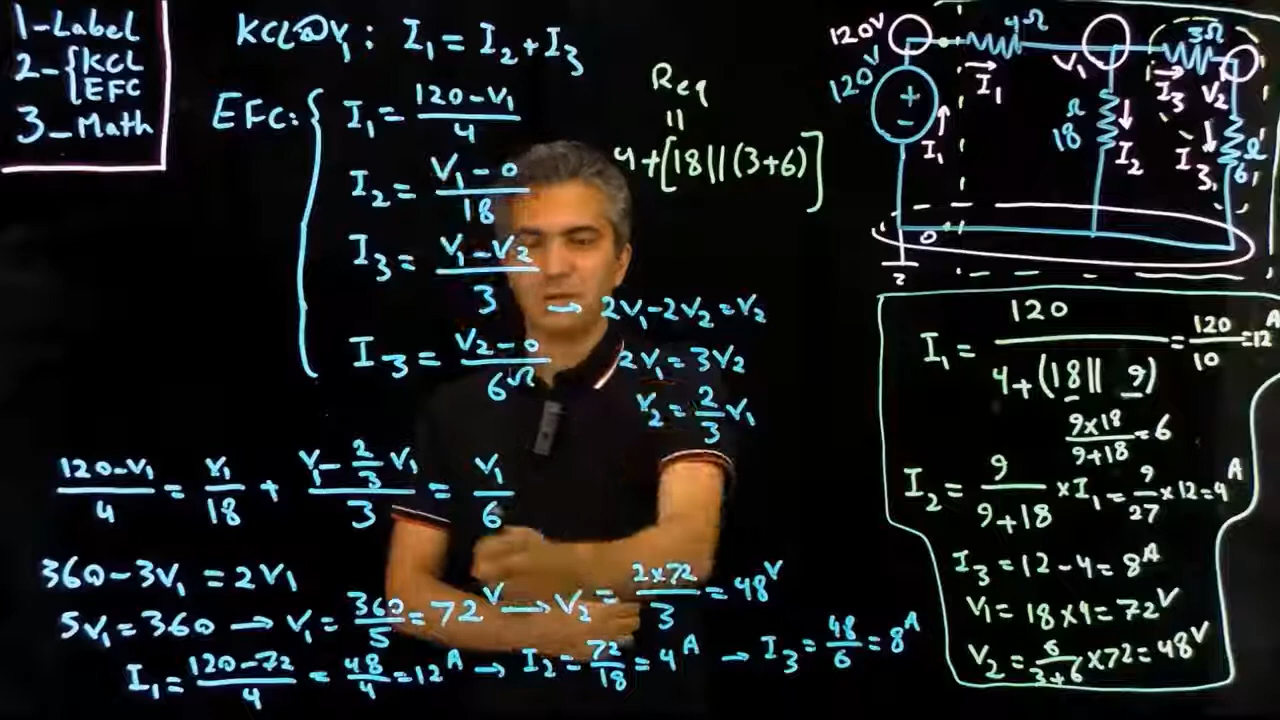 1-Label
2-{KCL
EFC
3-Math
KCL@V₁: I₁ = I₂ + I₃
EFC: { I₁ = (120-V₁)/4
I₂ = (V₁-0)/18
I₃ = (V₁-V₂)/3
I₃ = (V₂-0)/6Ω
→ 2V₁-2V₂=V₂
2V₁=3V₂
V₂=2/3 V₁
(120-V₁)/4 = V₁/18 + (V₁-2/3 V₁)/3 = V₁/6
360-3V₁ = 2V₁
5V₁=360 → V₁=360/5=72V → V₂=(2×72)/3=48V
I₁=(120-72)/4=48/4=12A → I₂=72/18=4A → I₃=48/6=8A
Req
=
4+[18||(3+6)]
120V
4Ω
3Ω
120V
+
-
I₁
I₁
V₁
I₃
V₂
18Ω
I₂
I₃
6Ω
0
I₁=120/(4+(18||9))=120/10=12A
(9×18)/(9+18)=6
I₂=9/(9+18)×I₁=9/27×12=4A
I₃=12-4=8A
V₁=18×4=72V
V₂=6/(3+6)×72=48V